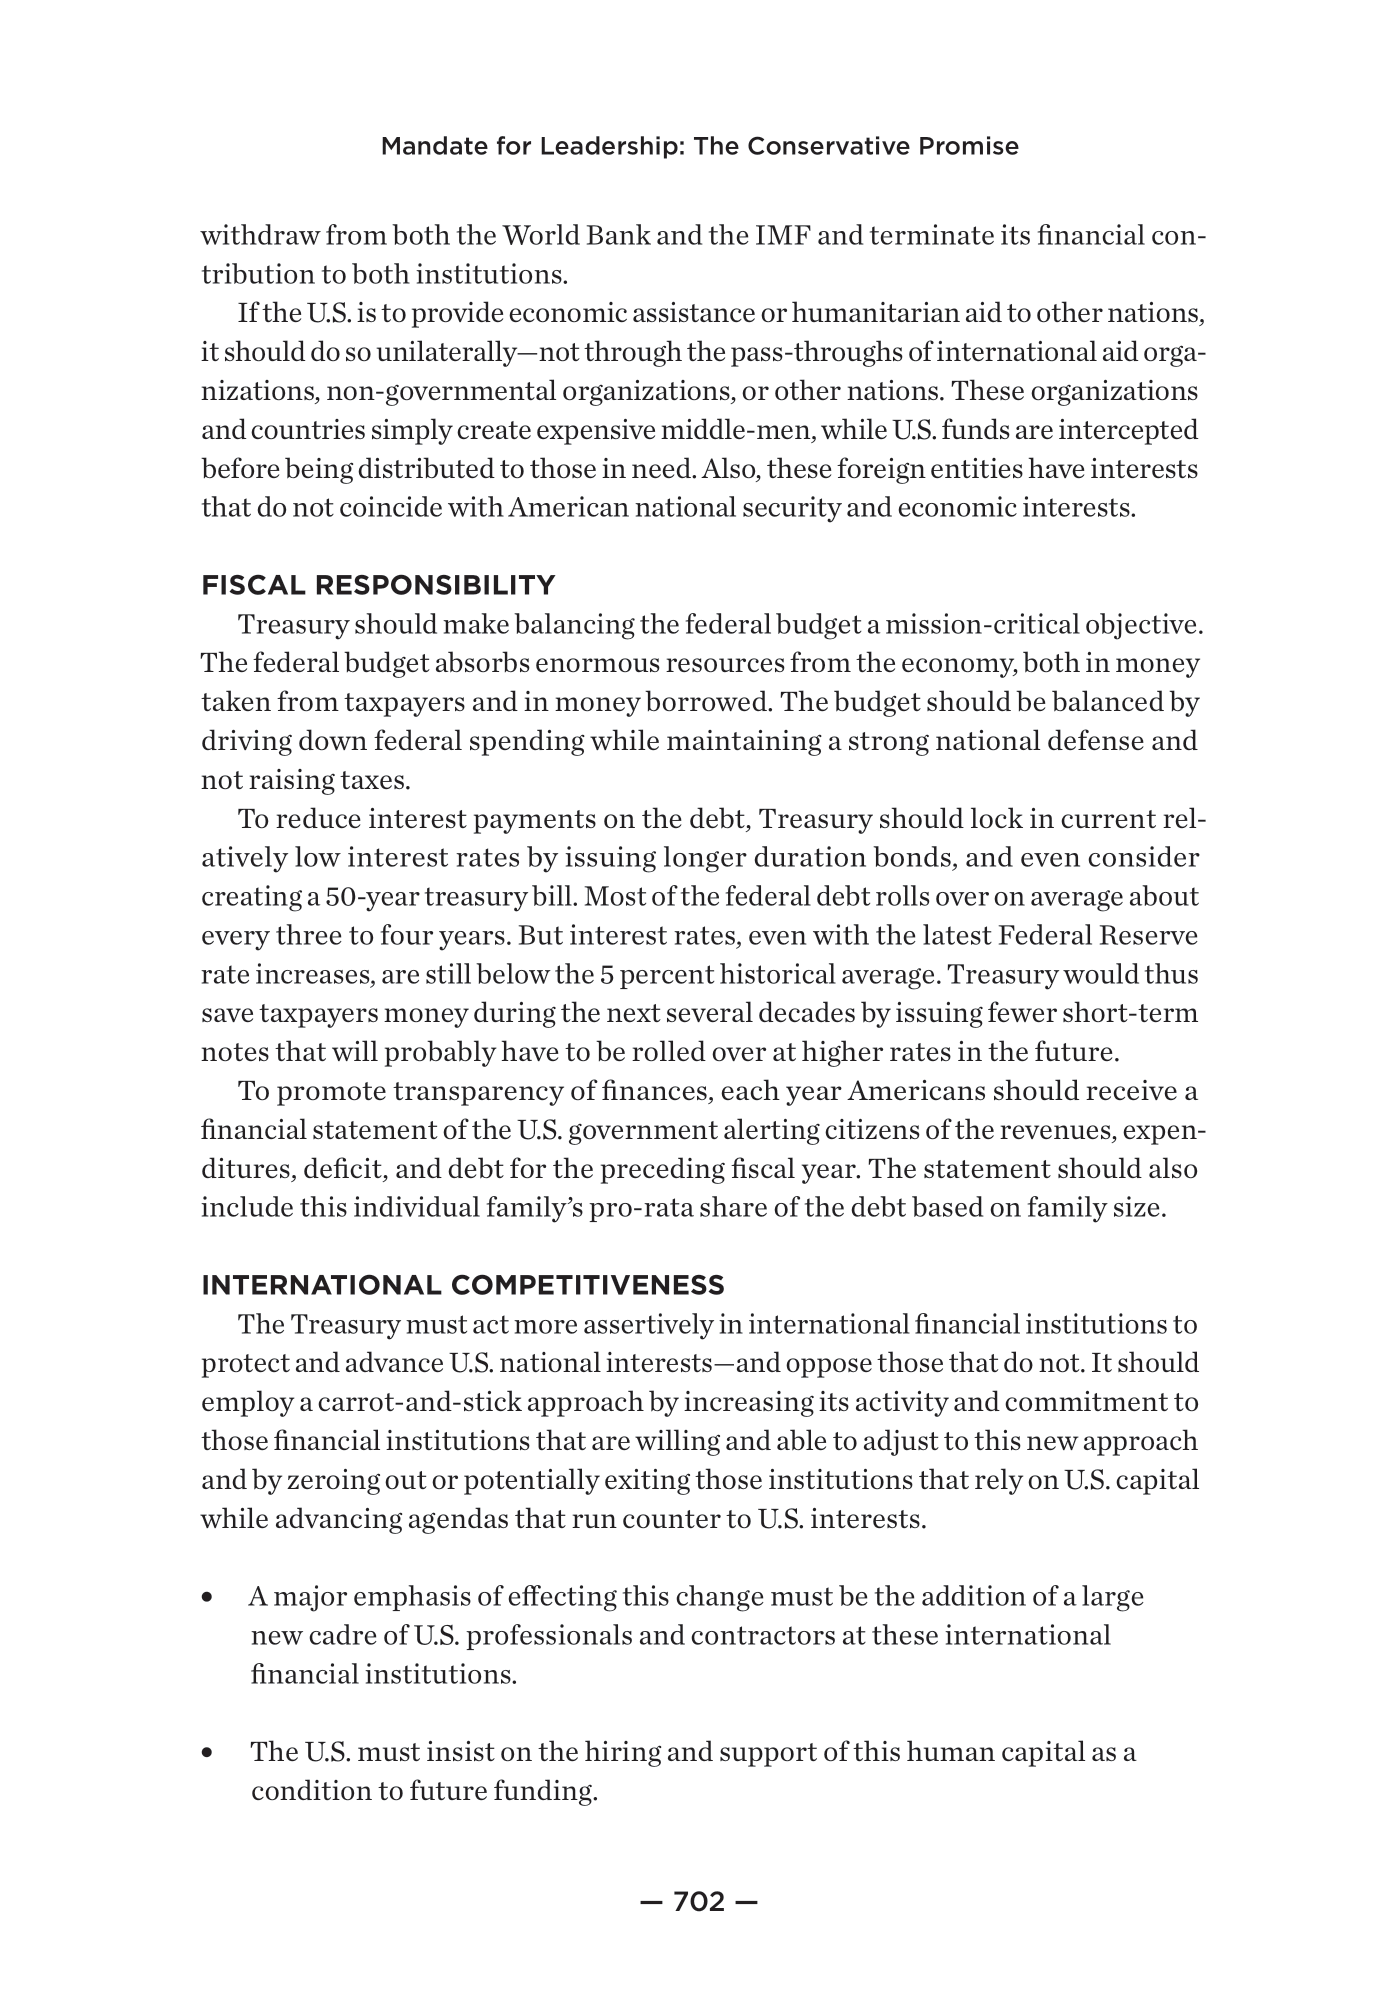 Mandate for Leadership: The Conservative Promise
withdraw from both the World Bank and the IMF and terminate its financial con-
tribution to both institutions.
If the U.S. is to provide economic assistance or humanitarian aid to other nations,
it should do so unilaterally—not through the pass-throughs of international aid orga-
nizations, non-governmental organizations, or other nations. These organizations
and countries simply create expensive middle-men, while U.S. funds are intercepted
before being distributed to those in need. Also, these foreign entities have interests
that do not coincide with American national security and economic interests.
FISCAL RESPONSIBILITY
Treasury should make balancing the federal budget a mission-critical objective.
The federal budget absorbs enormous resources from the economy, both in money
taken from taxpayers and in money borrowed. The budget should be balanced by
driving down federal spending while maintaining a strong national defense and
not raising taxes.
To reduce interest payments on the debt, Treasury should lock in current rel-
atively low interest rates by issuing longer duration bonds, and even consider
creating a 50-year treasury bill. Most of the federal debt rolls over on average about
every three to four years. But interest rates, even with the latest Federal Reserve
rate increases, are still below the 5 percent historical average. Treasury would thus
save taxpayers money during the next several decades by issuing fewer short-term
notes that will probably have to be rolled over at higher rates in the future.
To promote transparency of finances, each year Americans should receive a
financial statement of the U.S. government alerting citizens of the revenues, expen-
ditures, deficit, and debt for the preceding fiscal year. The statement should also
include this individual family’s pro-rata share of the debt based on family size.
INTERNATIONAL COMPETITIVENESS
The Treasury must act more assertively in international financial institutions to
protect and advance U.S. national interests—and oppose those that do not. It should
employ a carrot-and-stick approach by increasing its activity and commitment to
those financial institutions that are willing and able to adjust to this new approach
and by zeroing out or potentially exiting those institutions that rely on U.S. capital
while advancing agendas that run counter to U.S. interests.
• A major emphasis of effecting this change must be the addition of a large
new cadre of U.S. professionals and contractors at these international
financial institutions.
• The U.S. must insist on the hiring and support of this human capital as a
condition to future funding.
— 702 —